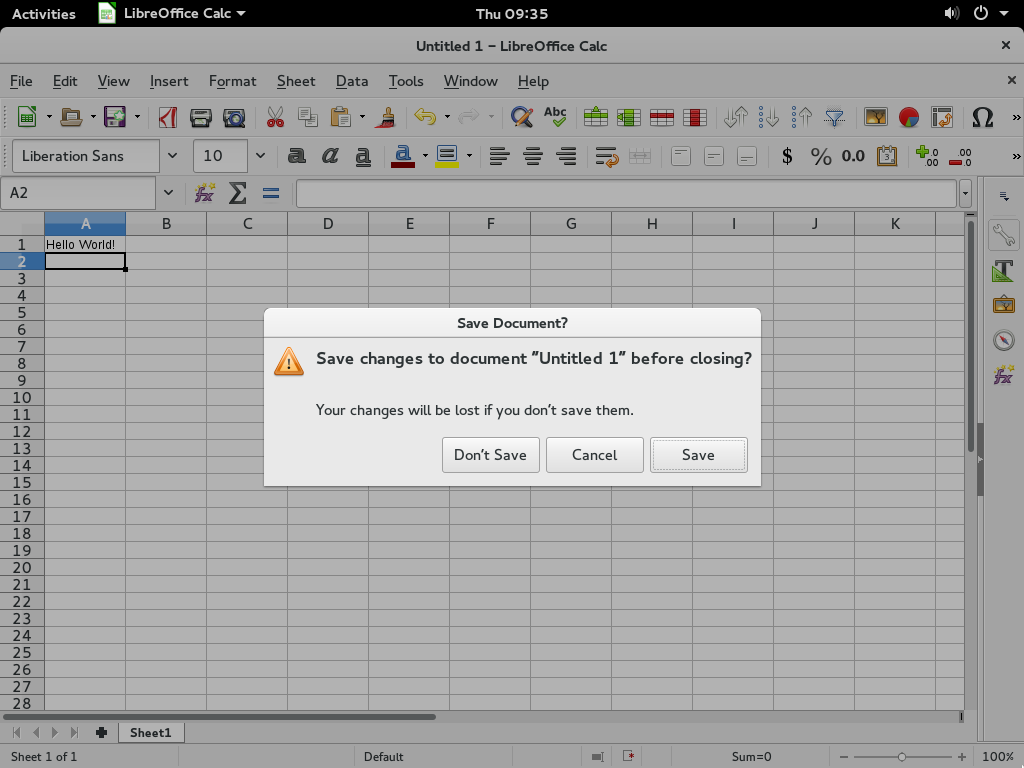 Activities LibreOffice Calc Thu 09:35
Untitled 1 – LibreOffice Calc
File Edit View Insert Format Sheet Data Tools Window Help
Abc
Liberation Sans 10 a a a a $ % 0.0 .00 .00
A2
A B C D E F G H I J K
1 Hello World!
2
3
4
5
6
7
8
9
10
11
12
13
14
15
16
17
18
19
20
21
22
23
24
25
26
27
28
Save Document?
Save changes to document “Untitled 1” before closing?
Your changes will be lost if you don’t save them.
Don’t Save Cancel Save
Sheet1
Sheet 1 of 1 Default Sum=0 100%